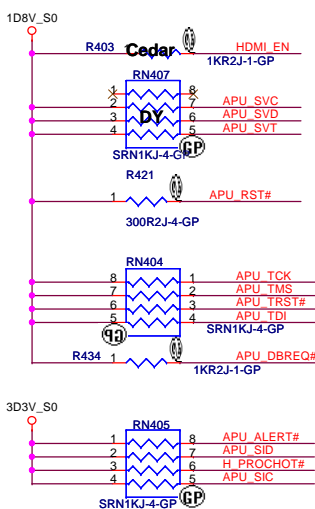 1D8V_S0
R403 Cedar HDMI_EN
1KR2J-1-GP
RN407
1 8
2 DY 7 APU_SVC
3 6 APU_SVD
4 5 APU_SVT
SRN1KJ-4-GP GP
R421
1 APU_RST#
300R2J-4-GP
RN404
8 1 APU_TCK
7 2 APU_TMS
6 3 APU_TRST#
5 4 APU_TDI
GP SRN1KJ-4-GP
R434 1 APU_DBREQ#
1KR2J-1-GP
3D3V_S0
RN405
1 8 APU_ALERT#
2 7 APU_SID
3 6 H_PROCHOT#
4 5 APU_SIC
SRN1KJ-4-GP GP